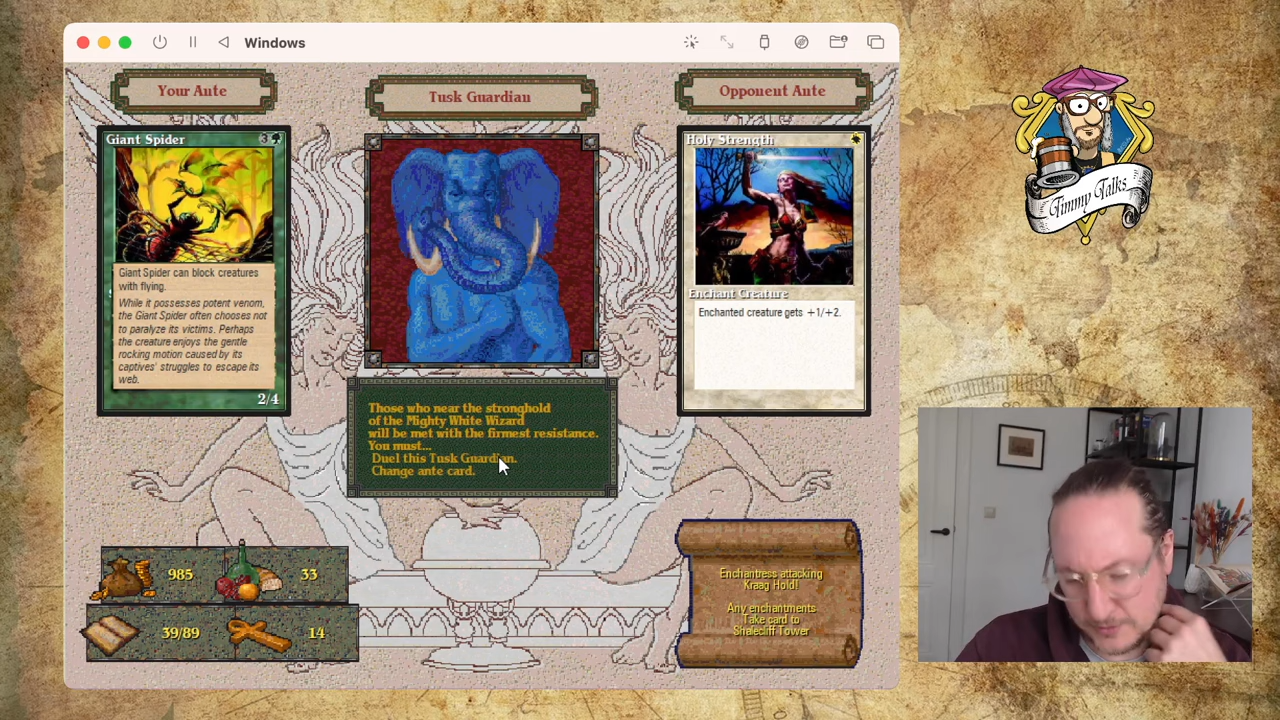 Windows
Your Ante
Tusk Guardian
Opponent Ante
Giant Spider
3
Giant Spider can block creatures
with flying.
While it possesses potent venom,
the Giant Spider often chooses not
to paralyze its victims. Perhaps
the creature enjoys the gentle
rocking motion caused by its
captives' struggles to escape its
web.
2/4
Holy Strength
Enchant Creature
Enchanted creature gets +1/+2.
Those who near the stronghold
of the Mighty White Wizard
will be met with the firmest resistance.
You must...
Duel this Tusk Guardian.
Change ante card.
985
33
39/89
14
Enchantress attacking
Kraag Hold!
Any enchantments
Take card to
Shalecliff Tower
Timmy Talks